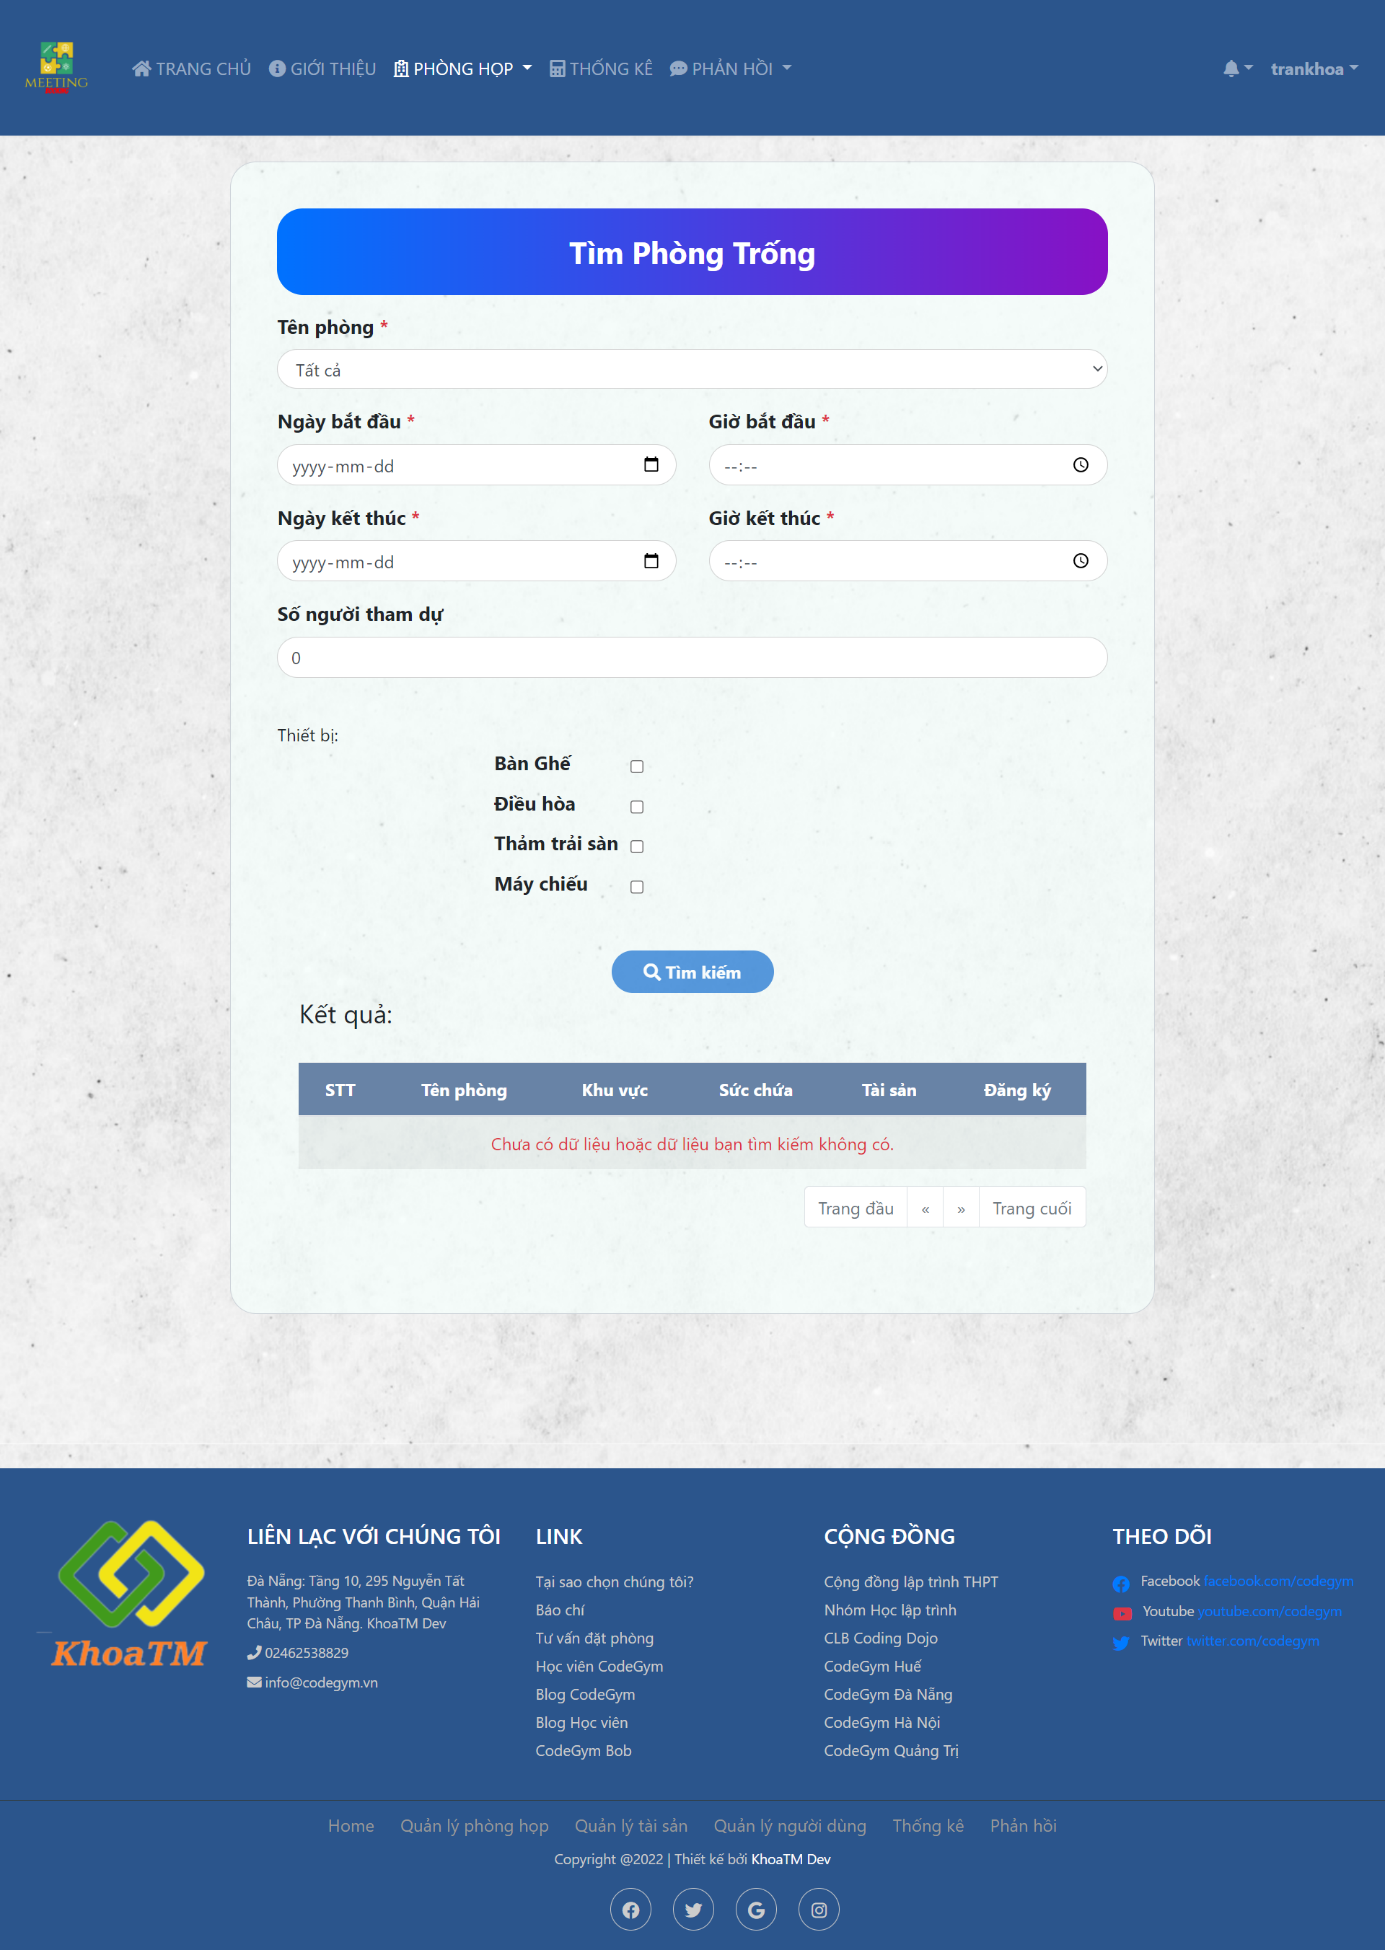 MEETING
TRANG CHỦ GIỚI THIỆU PHÒNG HỌP THỐNG KÊ PHẢN HỒI trankhoa
Tìm Phòng Trống
Tên phòng *
Tất cả
Ngày bắt đầu * Giờ bắt đầu *
yyyy-mm-dd --:--
Ngày kết thúc * Giờ kết thúc *
yyyy-mm-dd --:--
Số người tham dự
0
Thiết bị:
Bàn Ghế
Điều hòa
Thảm trải sàn
Máy chiếu
Tìm kiếm
Kết quả:
STT Tên phòng Khu vực Sức chứa Tài sản Đăng ký
Chưa có dữ liệu hoặc dữ liệu bạn tìm kiếm không có.
Trang đầu « » Trang cuối
KhoaTM
LIÊN LẠC VỚI CHÚNG TÔI
Đà Nẵng: Tầng 10, 295 Nguyễn Tất
Thành, Phường Thanh Bình, Quận Hải
Châu, TP Đà Nẵng. KhoaTM Dev
02462538829
info@codegym.vn
LINK
Tại sao chọn chúng tôi?
Báo chí
Tư vấn đặt phòng
Học viên CodeGym
Blog CodeGym
Blog Học viên
CodeGym Bob
CỘNG ĐỒNG
Cộng đồng lập trình THPT
Nhóm Học lập trình
CLB Coding Dojo
CodeGym Huế
CodeGym Đà Nẵng
CodeGym Hà Nội
CodeGym Quảng Trị
THEO DÕI
Facebook facebook.com/codegym
Youtube youtube.com/codegym
Twitter twitter.com/codegym
Home Quản lý phòng họp Quản lý tài sản Quản lý người dùng Thống kê Phản hồi
Copyright @2022 | Thiết kế bởi KhoaTM Dev